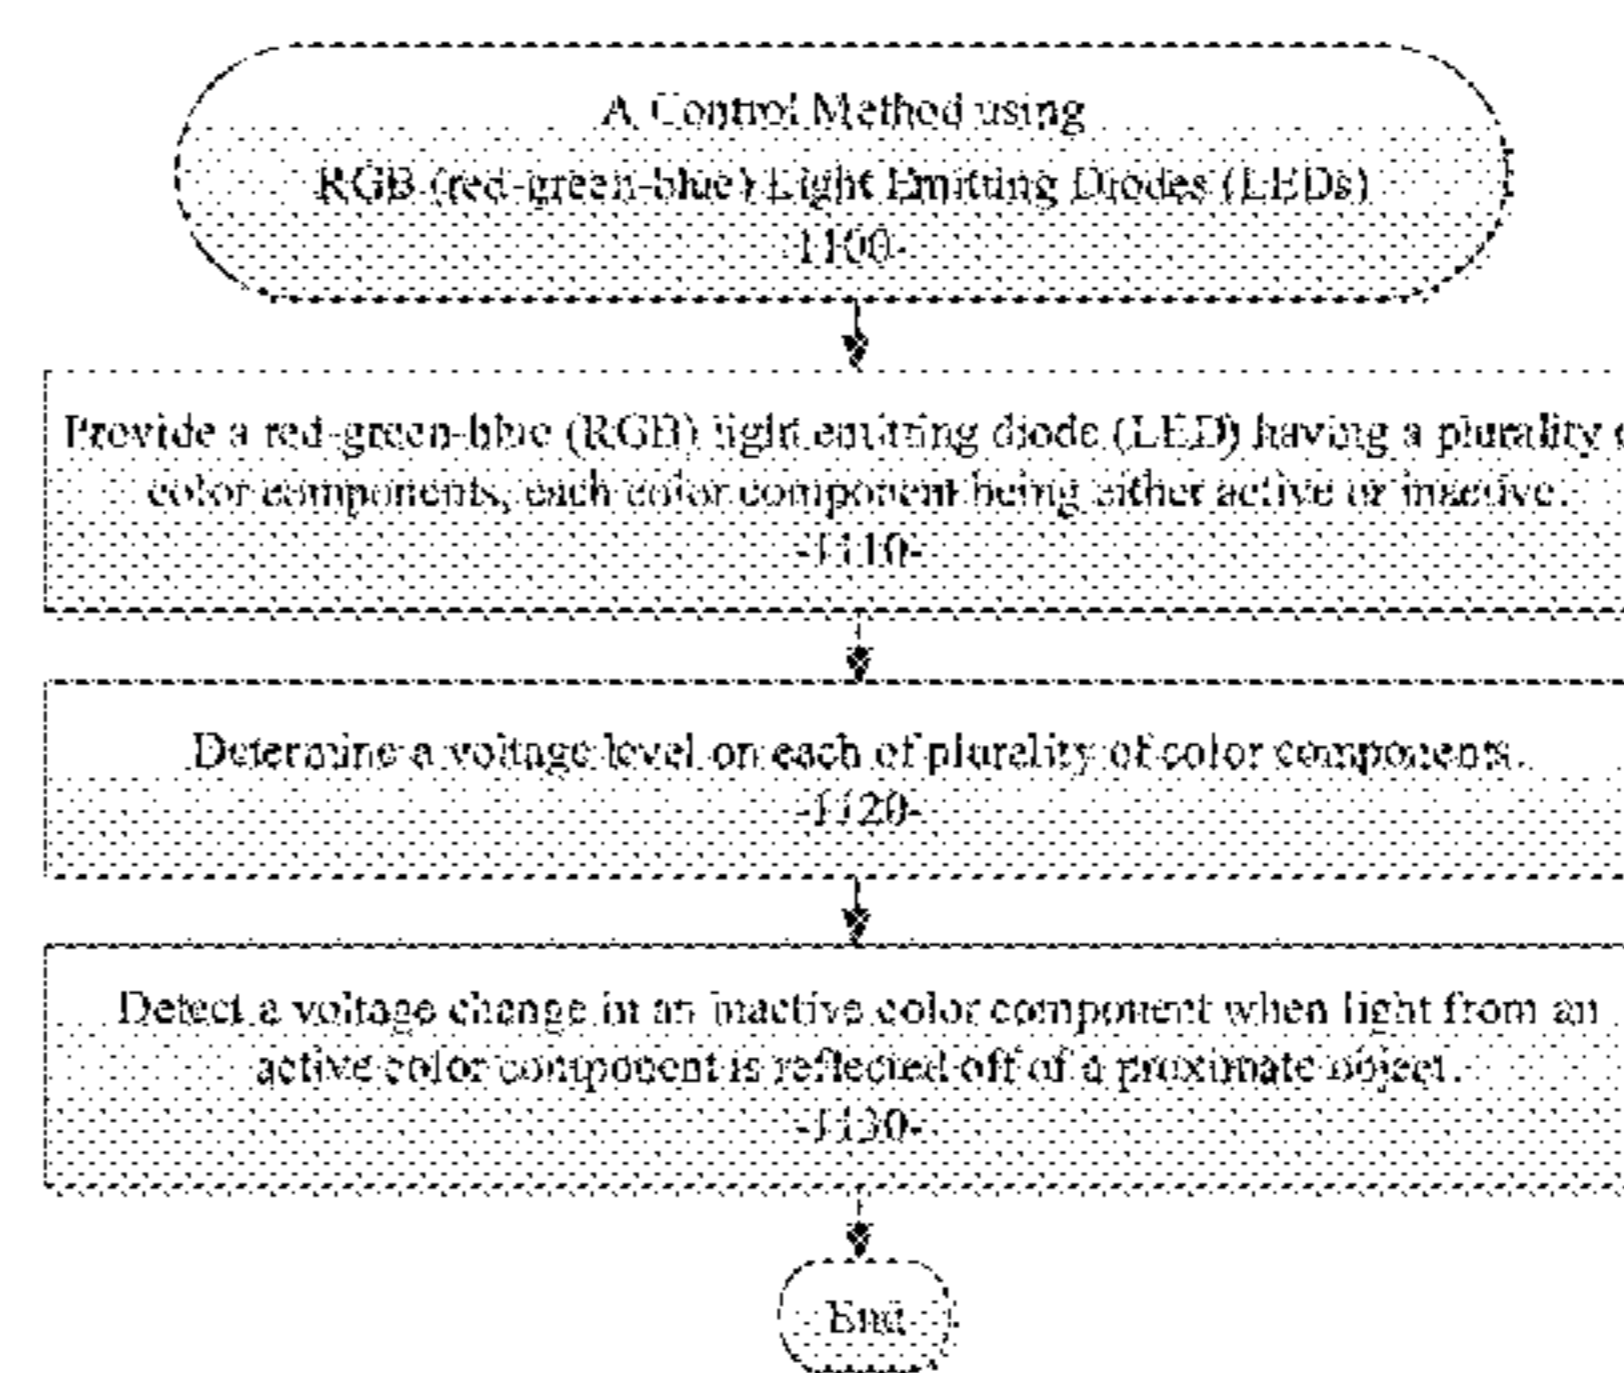 A Control Method using
RGB (red-green-blue) Light Emitting Diodes (LEDs)
-1100-
Provide a red-green-blue (RGB) light emitting diode (LED) having a plurality
color components, each color component being either active or inactive.
-1110-
Determine a voltage level on each of plurality of color components.
-1120-
Detect a voltage change in an inactive color component when light from an
active color component is reflected off of a proximate object.
-1130-
End